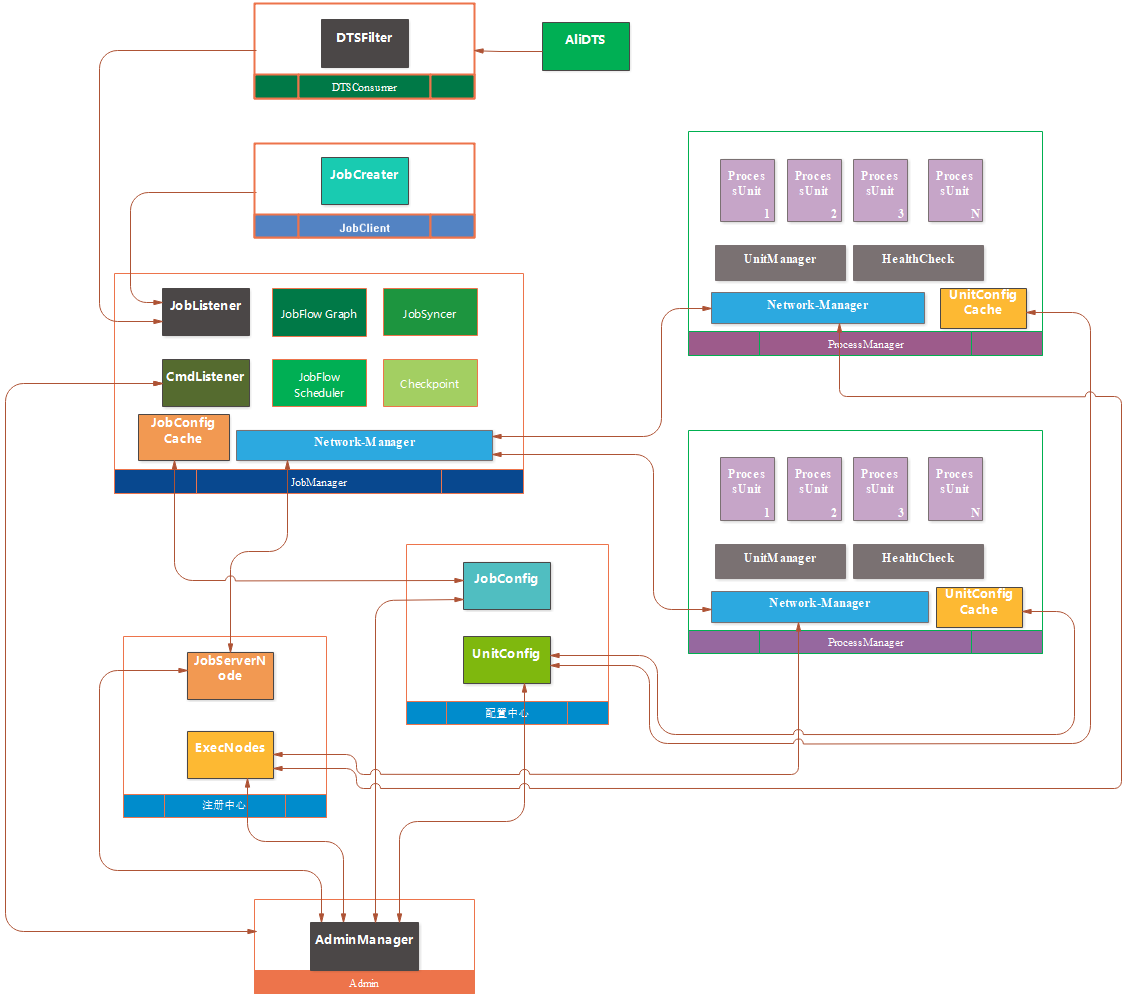 DTSFilter
AliDTS
DTSConsumer
JobCreater
JobClient
JobListener
JobFlow Graph
JobSyncer
CmdListener
JobFlow
Scheduler
Checkpoint
JobConfig
Cache
Network-Manager
JobManager
Proces
sUnit
1
Proces
sUnit
2
Proces
sUnit
3
Proces
sUnit
N
UnitManager
HealthCheck
Network-Manager
UnitConfig
Cache
ProcessManager
Proces
sUnit
1
Proces
sUnit
2
Proces
sUnit
3
Proces
sUnit
N
UnitManager
HealthCheck
Network-Manager
UnitConfig
Cache
ProcessManager
JobConfig
UnitConfig
配置中心
JobServerN
ode
ExecNodes
注册中心
AdminManager
Admin